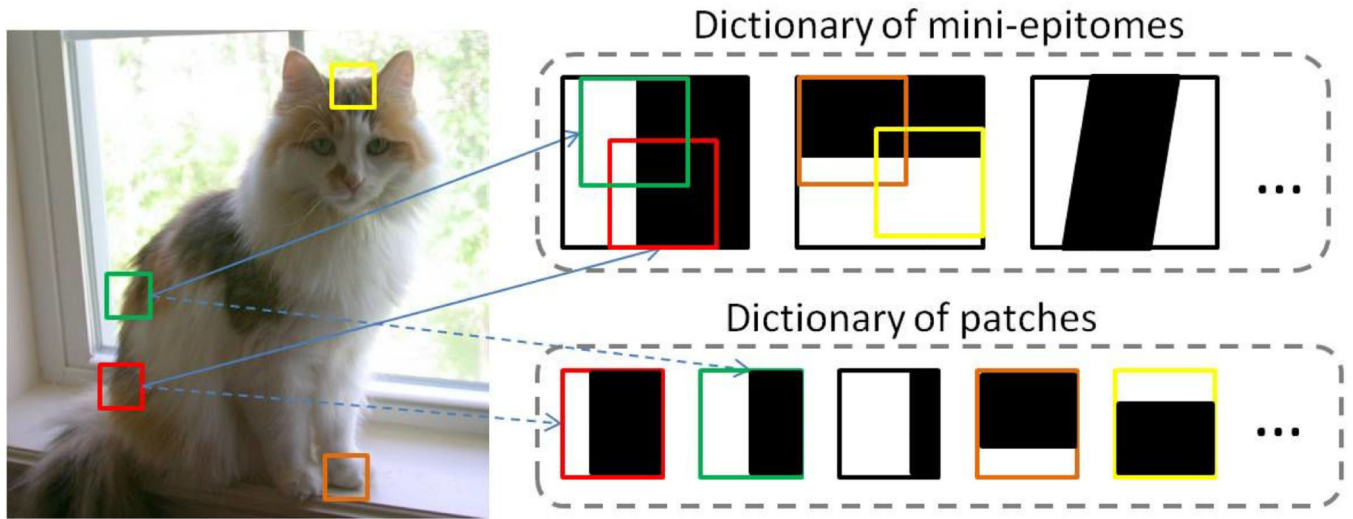 Dictionary of mini-epitomes
...
Dictionary of patches
...